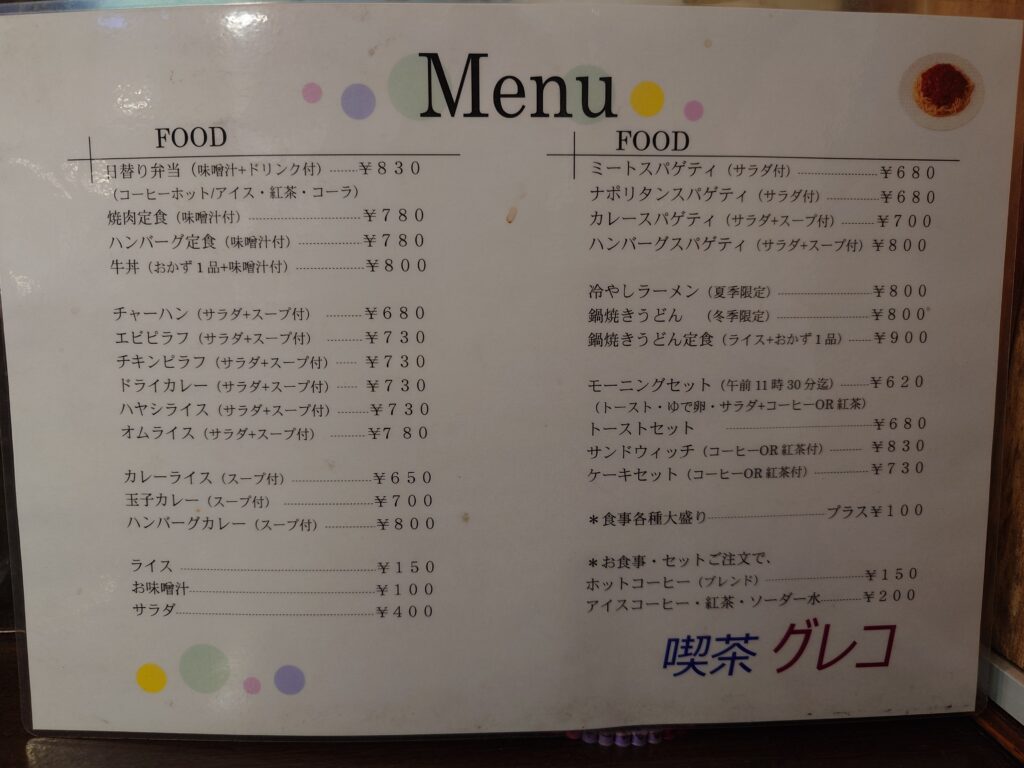 Menu
FOOD
日替り弁当（味噌汁+ドリンク付）-----￥８３０
（コーヒーホット/アイス・紅茶・コーラ）
焼肉定食（味噌汁付）-----￥７８０
ハンバーグ定食（味噌汁付）-----￥７８０
牛丼（おかず１品+味噌汁付）-----￥８００
チャーハン（サラダ+スープ付）-----￥６８０
エビピラフ（サラダ+スープ付）-----￥７３０
チキンピラフ（サラダ+スープ付）-----￥７３０
ドライカレー（サラダ+スープ付）-----￥７３０
ハヤシライス（サラダ+スープ付）-----￥７３０
オムライス（サラダ+スープ付）-----￥７８０
カレーライス（スープ付）-----￥６５０
玉子カレー（スープ付）-----￥７００
ハンバーグカレー（スープ付）-----￥８００
ライス-----￥１５０
お味噌汁-----￥１００
サラダ-----￥４００
FOOD
ミートスパゲティ（サラダ付）-----￥６８０
ナポリタンスパゲティ（サラダ付）-----￥６８０
カレースパゲティ（サラダ+スープ付）-----￥７００
ハンバーグスパゲティ（サラダ+スープ付）￥８００
冷やしラーメン（夏季限定）-----￥８００
鍋焼きうどん　（冬季限定）-----￥８００
鍋焼きうどん定食（ライス+おかず１品）-----￥９００
モーニングセット（午前11時30分迄）-----￥６２０
（トースト・ゆで卵・サラダ+コーヒーOR紅茶）
トーストセット-----￥６８０
サンドウィッチ（コーヒーOR紅茶付）-----￥８３０
ケーキセット（コーヒーOR紅茶付）-----￥７３０
＊食事各種大盛り-----プラス￥１００
＊お食事・セットご注文で、
ホットコーヒー（ブレンド）-----￥１５０
アイスコーヒー・紅茶・ソーダー水-----￥２００
喫茶 グレコ